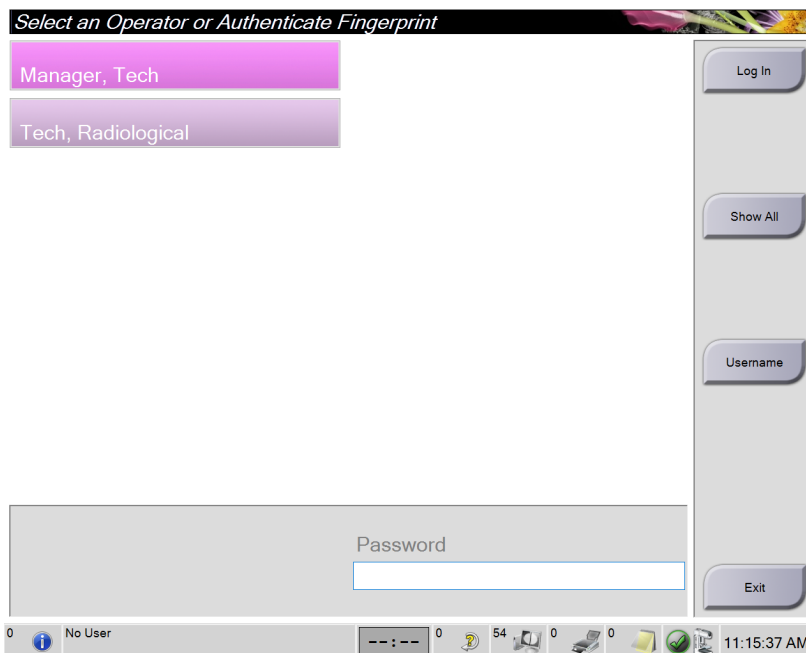 Select an Operator or Authenticate Fingerprint
Manager, Tech
Tech, Radiological
Log In
Show All
Username
Exit
Password
0
No User
--:--
0
54
0
0
11:15:37 AM